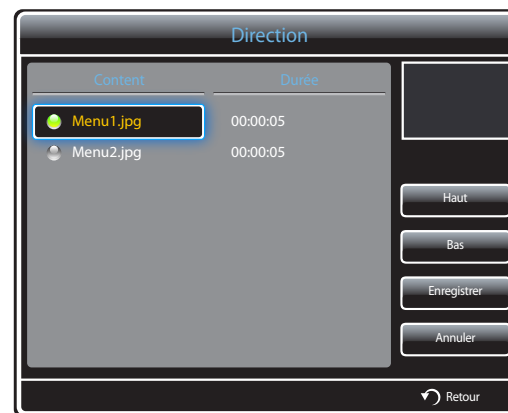 Direction
Content Durée
Menu1.jpg 00:00:05
Menu2.jpg 00:00:05
Haut
Bas
Enregistrer
Annuler
Retour